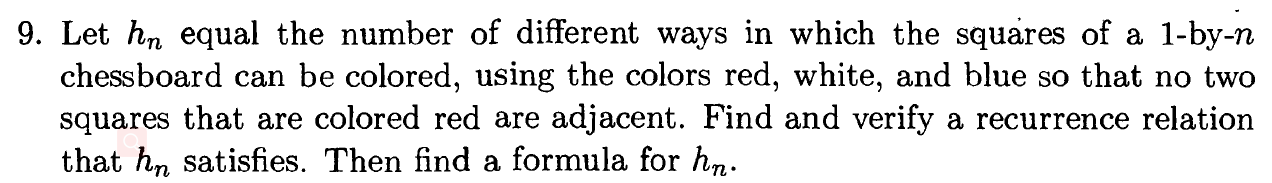 9. Let hₙ equal the number of different ways in which the squares of a 1-by-n
chessboard can be colored, using the colors red, white, and blue so that no two
squares that are colored red are adjacent. Find and verify a recurrence relation
that hₙ satisfies. Then find a formula for hₙ.